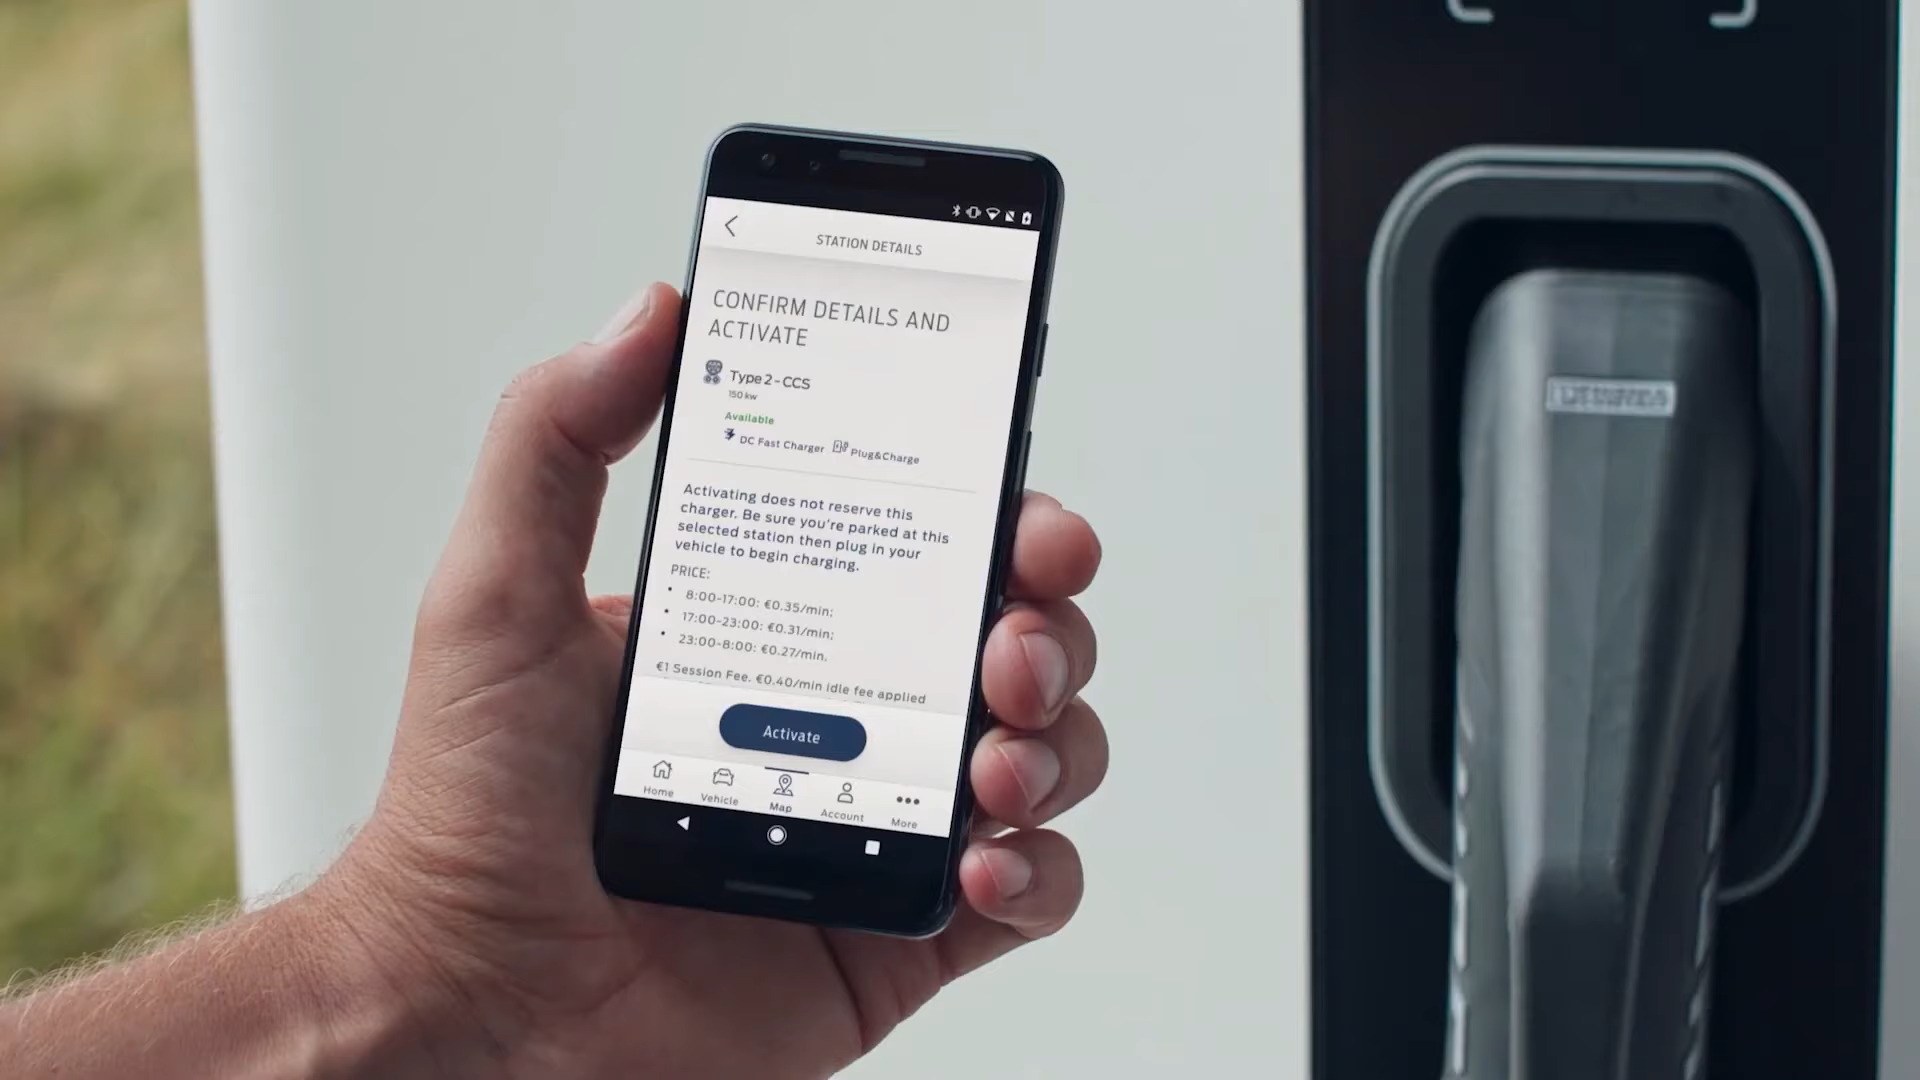 STATION DETAILS
CONFIRM DETAILS AND
ACTIVATE
Type 2-CCS
150 kw
Available
DC Fast Charger Plug&Charge
Activating does not reserve this
charger. Be sure you're parked at this
selected station then plug in your
vehicle to begin charging.
PRICE:
• 8:00-17:00: €0.35/min;
• 17:00-23:00: €0.31/min;
• 23:00-8:00: €0.27/min.
€1 Session Fee. €0.40/min idle fee applied
Activate
Home
Vehicle
Map
Account
More